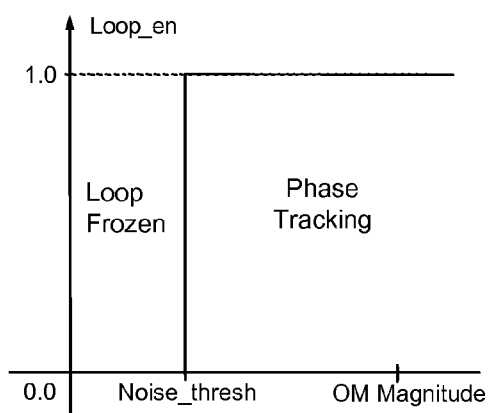 Loop_en
1.0
Loop
Frozen
Phase
Tracking
0.0
Noise_thresh
OM Magnitude